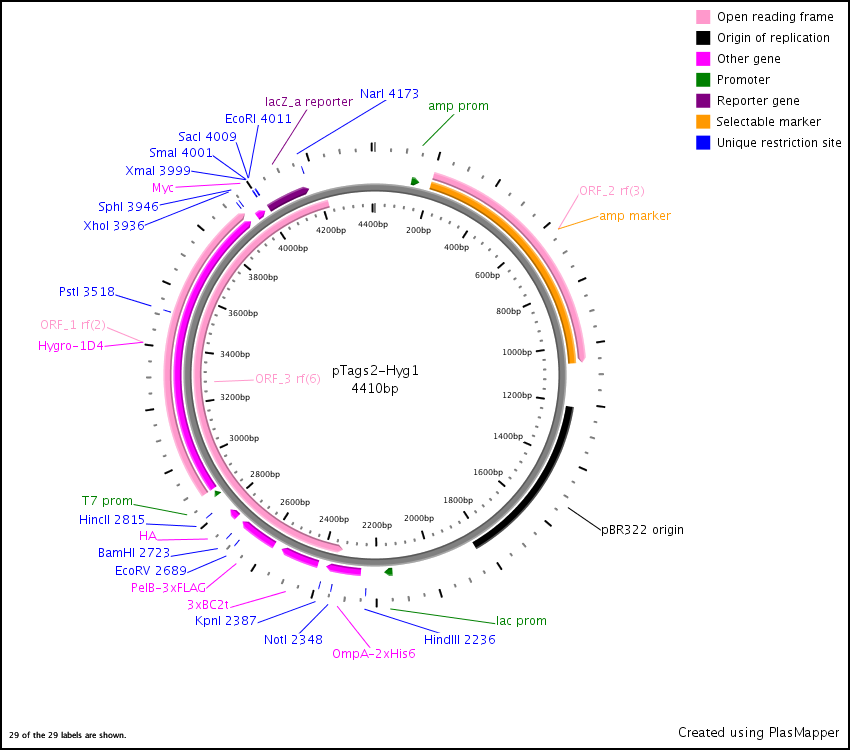 Open reading frame
Origin of replication
Other gene
Promoter
Reporter gene
Selectable marker
Unique restriction site
NarI 4173
lacZ_a reporter
amp prom
EcoRI 4011
SacI 4009
SmaI 4001
XmaI 3999
Myc
SphI 3946
XhoI 3936
ORF_2 rf(3)
amp marker
4400bp
200bp
4200bp
400bp
4000bp
600bp
3800bp
800bp
3600bp
1000bp
3400bp
1200bp
3200bp
1400bp
3000bp
1600bp
2800bp
1800bp
2600bp
2000bp
2400bp
2200bp
PstI 3518
ORF_1 rf(2)
Hygro-1D4
ORF_3 rf(6)
pTags2-Hyg1
4410bp
T7 prom
HincII 2815
HA
BamHI 2723
EcoRV 2689
PelB-3xFLAG
3xBC2t
KpnI 2387
NotI 2348
OmpA-2xHis6
HindIII 2236
lac prom
pBR322 origin
29 of the 29 labels are shown.
Created using PlasMapper